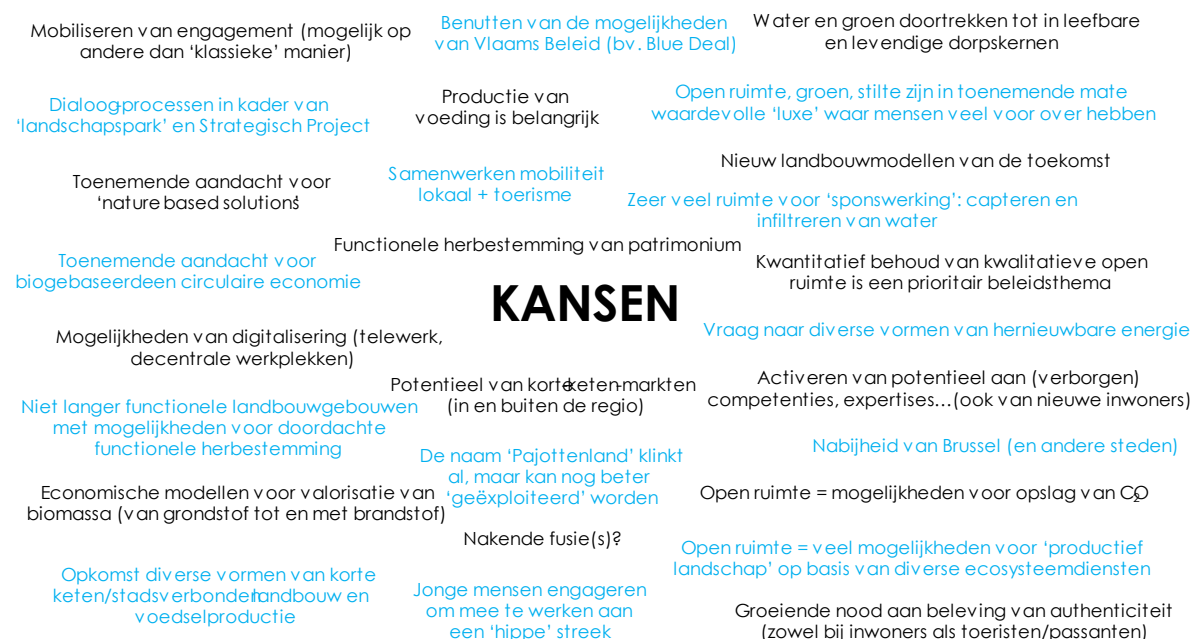 Mobiliseren van engagement (mogelijk op
andere dan ‘klassieke’ manier)
Benutten van de mogelijkheden
van Vlaams Beleid (bv. Blue Deal)
Water en groen doortrekken tot in leefbare
en levendige dorpskernen
Dialoog-processen in kader van
‘landschapspark’ en Strategisch Project
Productie van
voeding is belangrijk
Open ruimte, groen, stilte zijn in toenemende mate
waardevolle ‘luxe’ waar mensen veel voor over hebben
Toenemende aandacht voor
‘nature based solutions’
Samenwerken mobiliteit
lokaal + toerisme
Nieuw landbouwmodellen van de toekomst
Zeer veel ruimte voor ‘sponswerking’: capteren en
infiltreren van water
Functionele herbestemming van patrimonium
Toenemende aandacht voor
biogebaseerde en circulaire economie
Kwantitatief behoud van kwalitatieve open
ruimte is een prioritair beleidsthema
KANSEN
Mogelijkheden van digitalisering (telewerk,
decentrale werkplekken)
Vraag naar diverse vormen van hernieuwbare energie
Potentieel van korte-keten-markten
(in en buiten de regio)
Activeren van potentieel aan (verborgen)
competenties, expertises…(ook van nieuwe inwoners)
Niet langer functionele landbouwgebouwen
met mogelijkheden voor doordachte
functionele herbestemming
De naam ‘Pajottenland’ klinkt
al, maar kan nog beter
‘geëxploiteerd’ worden
Nabijheid van Brussel (en andere steden)
Economische modellen voor valorisatie van
biomassa (van grondstof tot en met brandstof)
Open ruimte = mogelijkheden voor opslag van CO₂
Nakende fusie(s)?
Open ruimte = veel mogelijkheden voor ‘productief
landschap’ op basis van diverse ecosysteemdiensten
Opkomst diverse vormen van korte
keten/stadsverbonden landbouw en
voedselproductie
Jonge mensen engageren
om mee te werken aan
een ‘hippe’ streek
Groeiende nood aan beleving van authenticiteit
(zowel bij inwoners als toeristen/passanten)